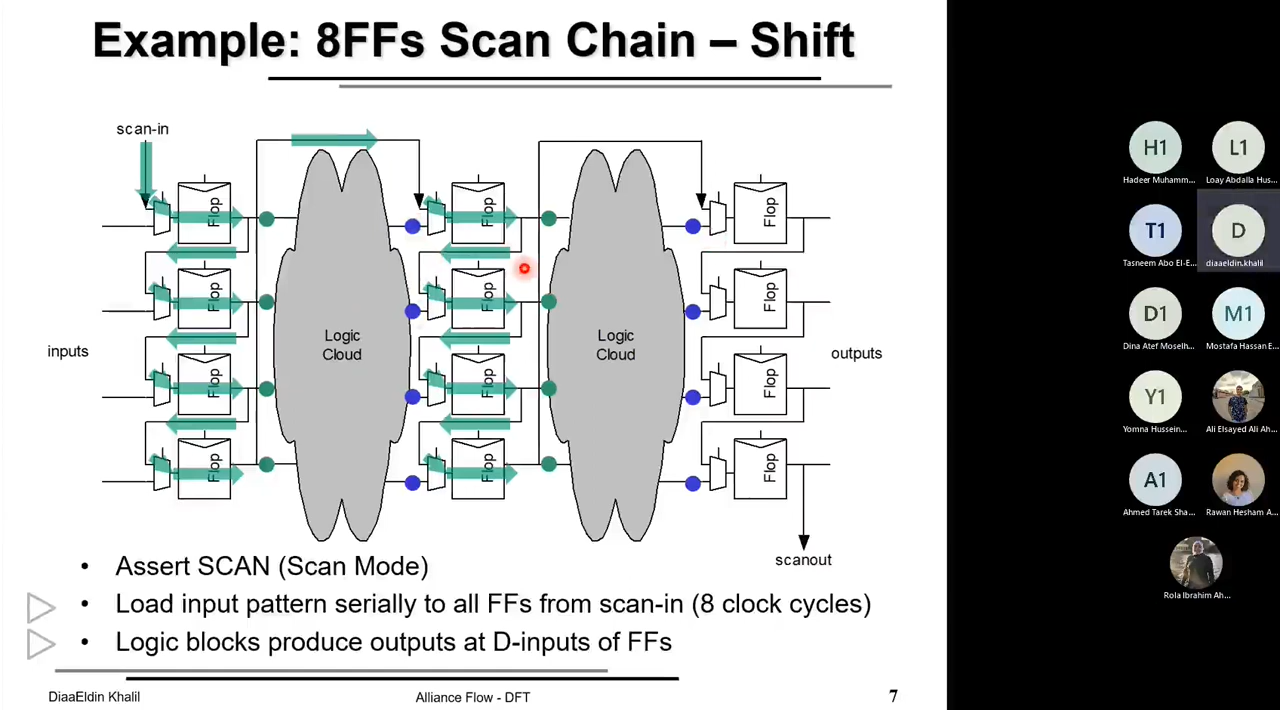 Example: 8FFs Scan Chain – Shift
scan-in
Flop
Flop
Flop
Flop
Flop
Flop
Flop
Flop
Flop
Flop
Flop
Flop
Logic
Cloud
Logic
Cloud
inputs
outputs
scanout
• Assert SCAN (Scan Mode)
• Load input pattern serially to all FFs from scan-in (8 clock cycles)
• Logic blocks produce outputs at D-inputs of FFs
DiaaEldin Khalil
Alliance Flow - DFT
7
H1
L1
Hadeer Muhamm...
Loay Abdalla Hus...
T1
D
Tasneem Abo El-E...
diaaeldin.khalil
D1
M1
Dina Atef Moselh...
Mostafa Hassan E...
Y1
Yomna Hussein...
Ali Elsayed Ali Ah...
A1
Ahmed Tarek Sha...
Rawan Hesham A...
Rola Ibrahim Ah...